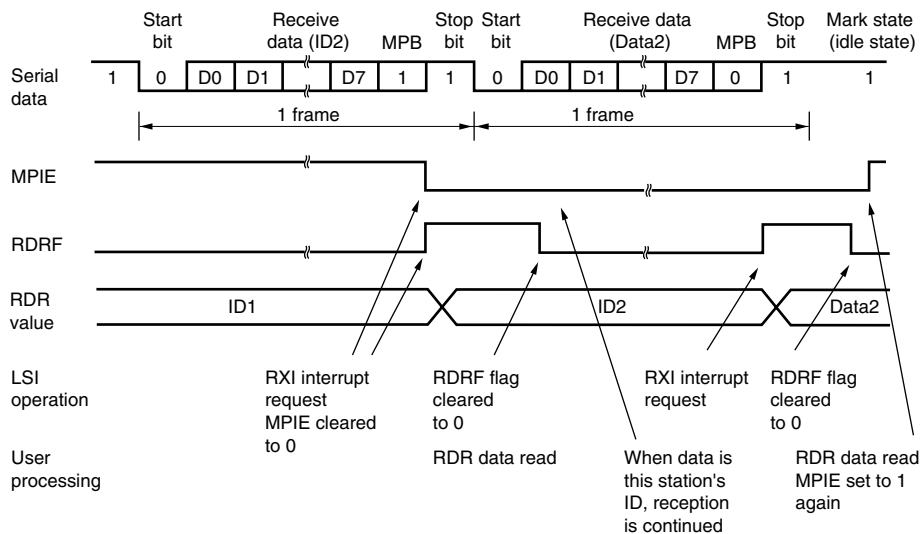 Start bit
Receive data (ID2)
MPB
Stop bit
Start bit
Receive data (Data2)
MPB
Stop bit
Mark state (idle state)
Serial data
1 0 D0 D1 D7 1 1 0 D0 D1 D7 0 1 1
1 frame
1 frame
MPIE
RDRF
RDR value
ID1
ID2
Data2
LSI operation
RXI interrupt request
MPIE cleared to 0
RDRF flag cleared to 0
RXI interrupt request
RDRF flag cleared to 0
User processing
RDR data read
When data is this station's ID, reception is continued
RDR data read
MPIE set to 1 again